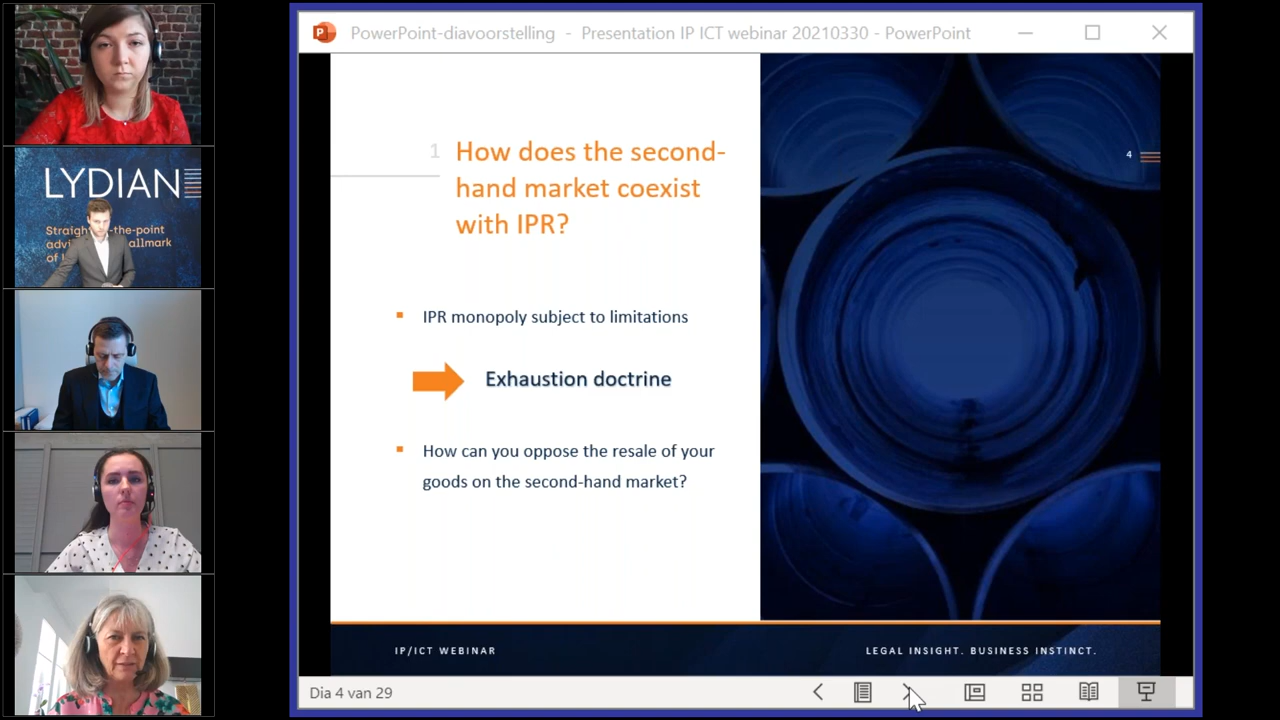 LYDIAN
Straigh -the-point
advi allmark
of
PowerPoint-diavoorstelling - Presentation IP ICT webinar 20210330 - PowerPoint
4
1 How does the second-
hand market coexist
with IPR?
IPR monopoly subject to limitations
Exhaustion doctrine
How can you oppose the resale of your
goods on the second-hand market?
IP/ICT WEBINAR
LEGAL INSIGHT. BUSINESS INSTINCT.
Dia 4 van 29